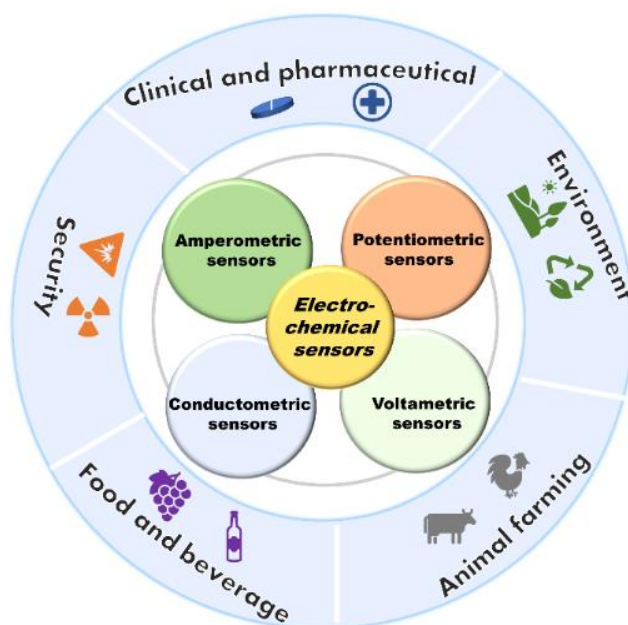 Clinical and pharmaceutical
Environment
Security
Amperometric
sensors
Potentiometric
sensors
Electro-
chemical
sensors
Conductometric
sensors
Voltametric
sensors
Food and beverage
Animal farming